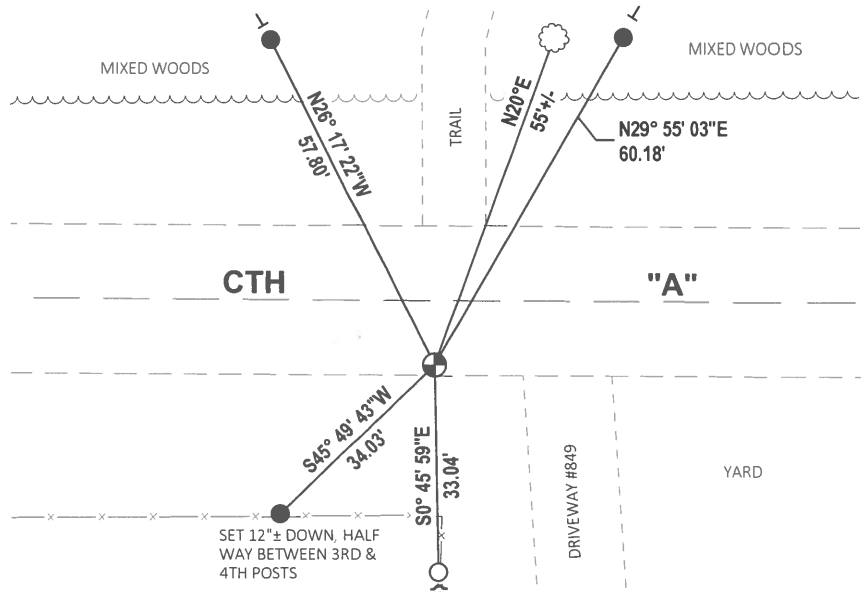 MIXED WOODS
MIXED WOODS
N26° 17' 22"W
57.80'
TRAIL
N20°E
55'+/-
N29° 55' 03"E
60.18'
CTH
"A"
S45° 49' 43"W
34.03'
S0° 45' 59"E
33.04'
DRIVEWAY #849
YARD
SET 12"± DOWN, HALF
WAY BETWEEN 3RD &
4TH POSTS